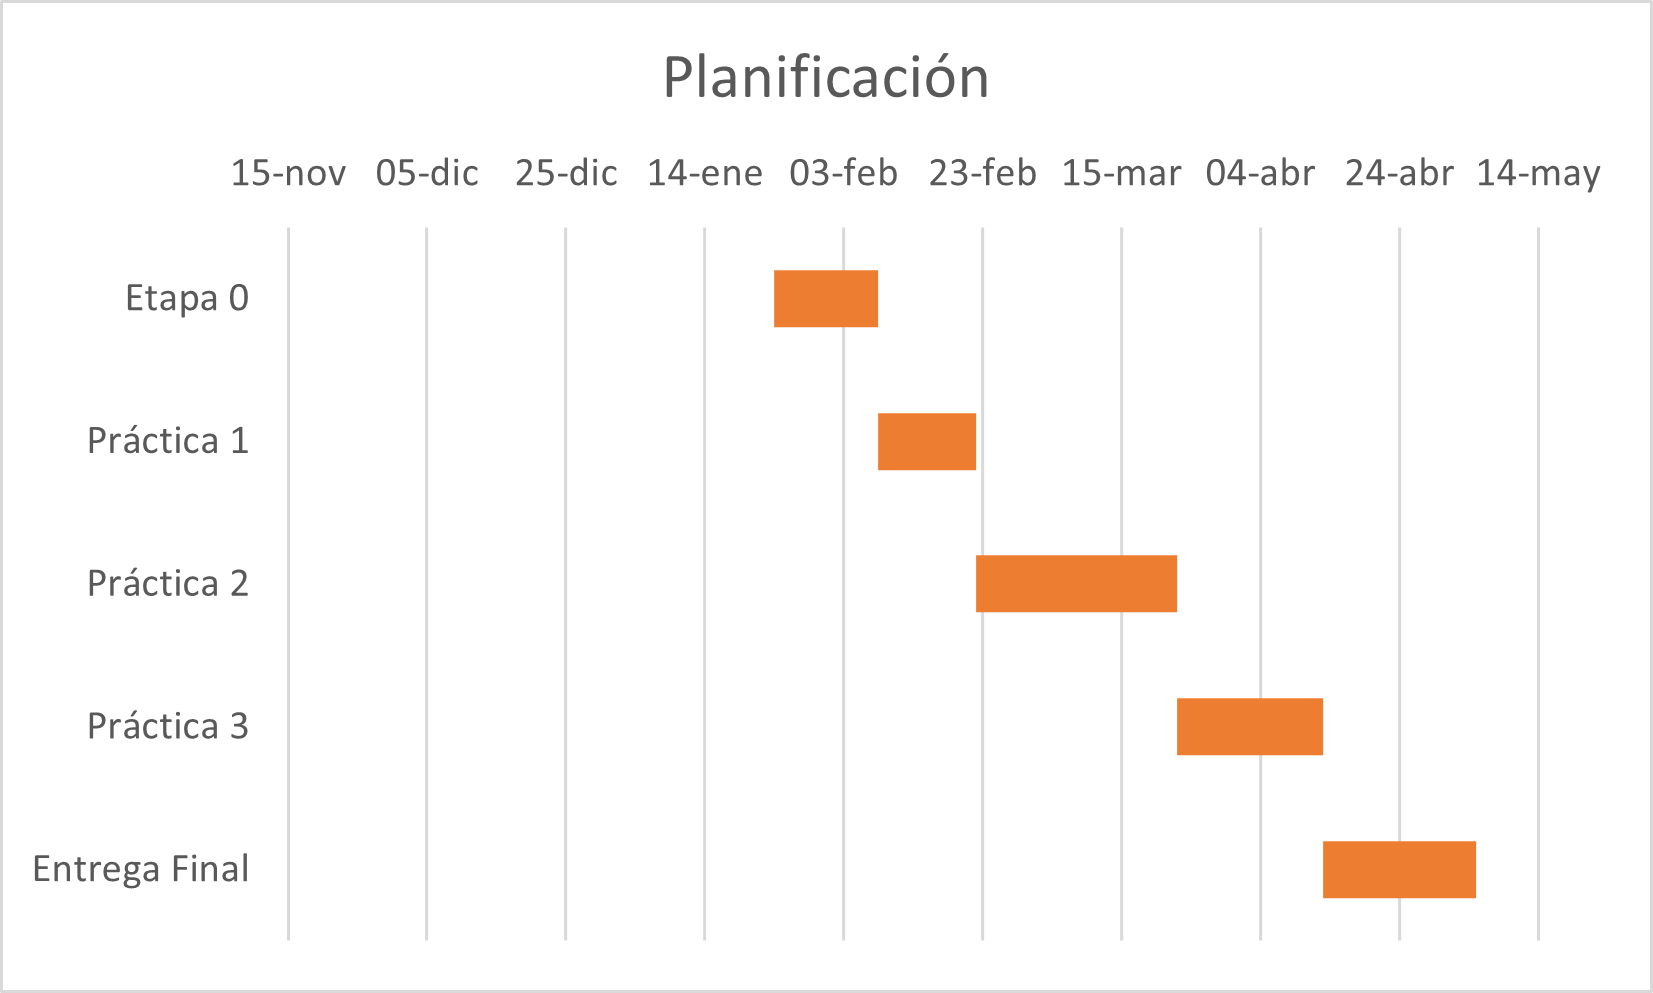 Planificación
15-nov 05-dic 25-dic 14-ene 03-feb 23-feb 15-mar 04-abr 24-abr 14-may
Etapa 0
Práctica 1
Práctica 2
Práctica 3
Entrega Final